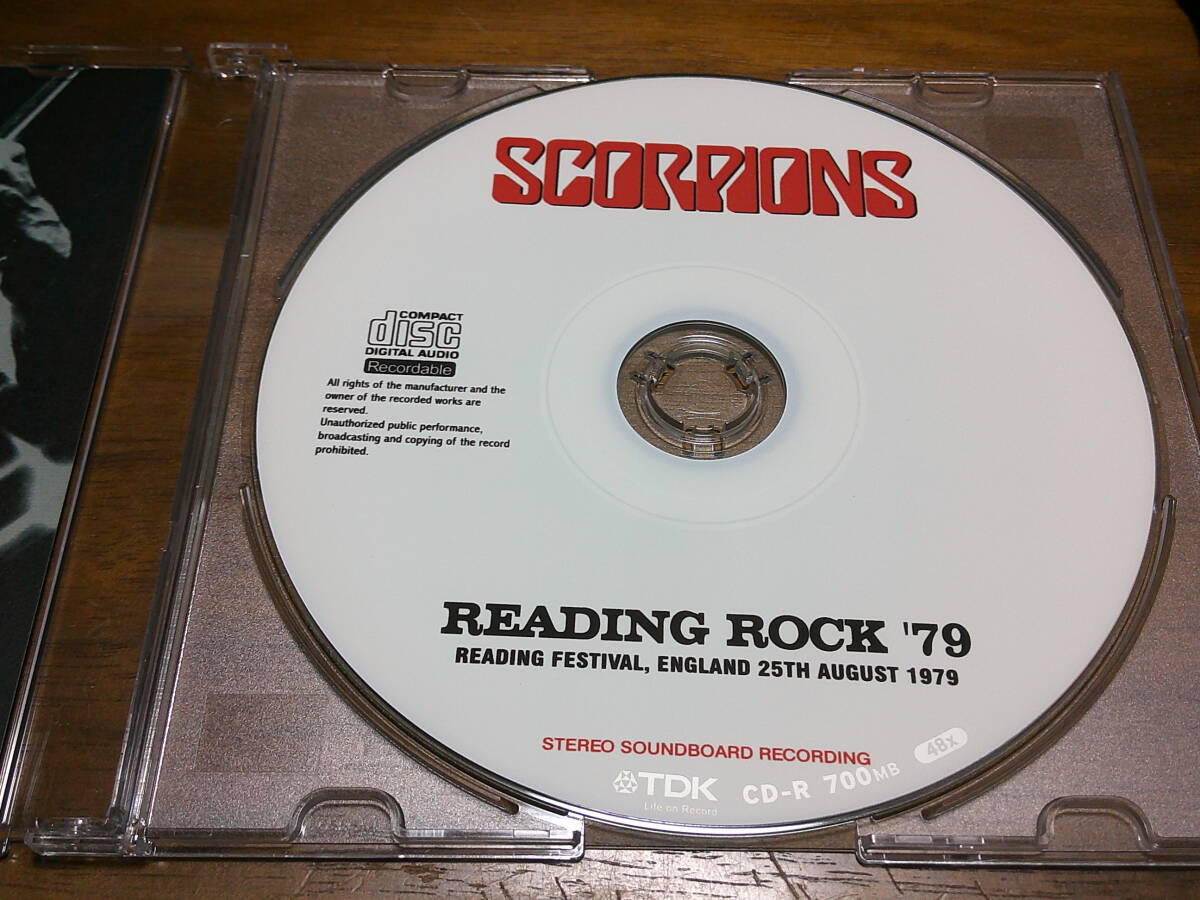 SCORPIONS
COMPACT
disc
DIGITAL AUDIO
Recordable
All rights of the manufacturer and the
owner of the recorded works are
reserved.
Unauthorized public performance,
broadcasting and copying of the record
prohibited.
READING ROCK '79
READING FESTIVAL, ENGLAND 25TH AUGUST 1979
STEREO SOUNDBOARD RECORDING
TDK CD-R 700MB 48x
Life on Record